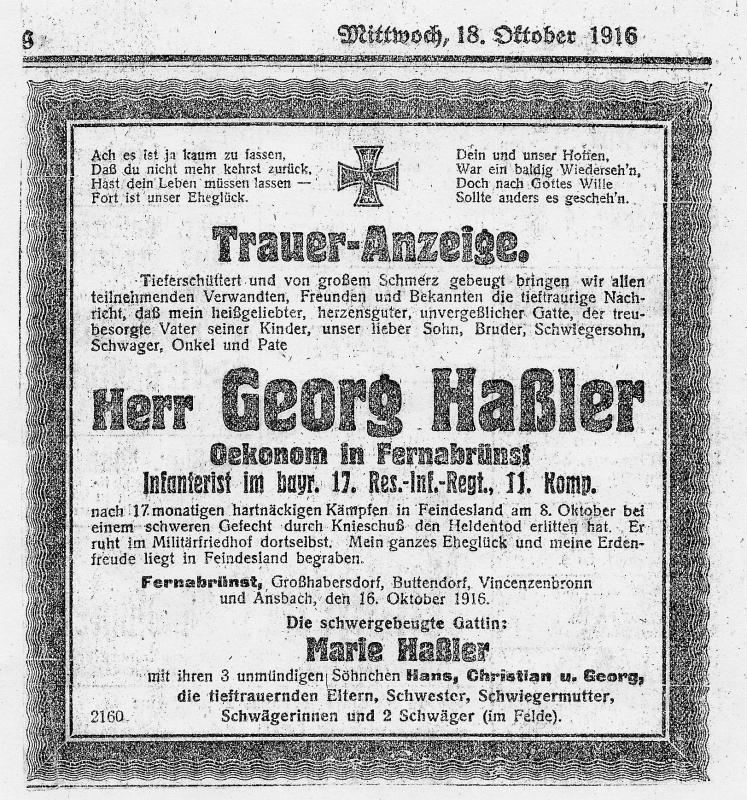 Mittwoch, 18. Oktober 1916
Ach es ist ja kaum zu fassen,
Daß du nicht mehr kehrst zurück,
Hast dein Leben müssen lassen —
Fort ist unser Eheglück.
Dein und unser Hoffen,
War ein baldig Wiederseh'n,
Doch nach Gottes Wille
Sollte anders es gescheh'n.
Trauer-Anzeige.
Tieferschüttert und von großem Schmerz gebeugt bringen wir allen
teilnehmenden Verwandten, Freunden und Bekannten die tieftraurige Nach-
richt, daß mein heißgeliebter, herzensguter, unvergeßlicher Gatte, der treu-
besorgte Vater seiner Kinder, unser lieber Sohn, Bruder, Schwiegersohn,
Schwager, Onkel und Pate
Herr Georg Haßler
Oekonom in Fernabrünst
Infanterist im bayr. 17. Res.-Inf.-Regt., 11. Komp.
nach 17monatigen hartnäckigen Kämpfen in Feindesland am 8. Oktober bei
einem schweren Gefecht durch Knieschuß den Heldentod erlitten hat. Er
ruht im Militärfriedhof dortselbst. Mein ganzes Eheglück und meine Erden-
freude liegt in Feindesland begraben.
Fernabrünst, Großhabersdorf, Buttendorf, Vincenzenbronn
und Ansbach, den 16. Oktober 1916.
Die schwergebeugte Gattin:
Marie Haßler
mit ihren 3 unmündigen Söhnchen Hans, Christian u. Georg,
die tieftrauernden Eltern, Schwester, Schwiegermutter,
Schwägerinnen und 2 Schwäger (im Felde).
2160